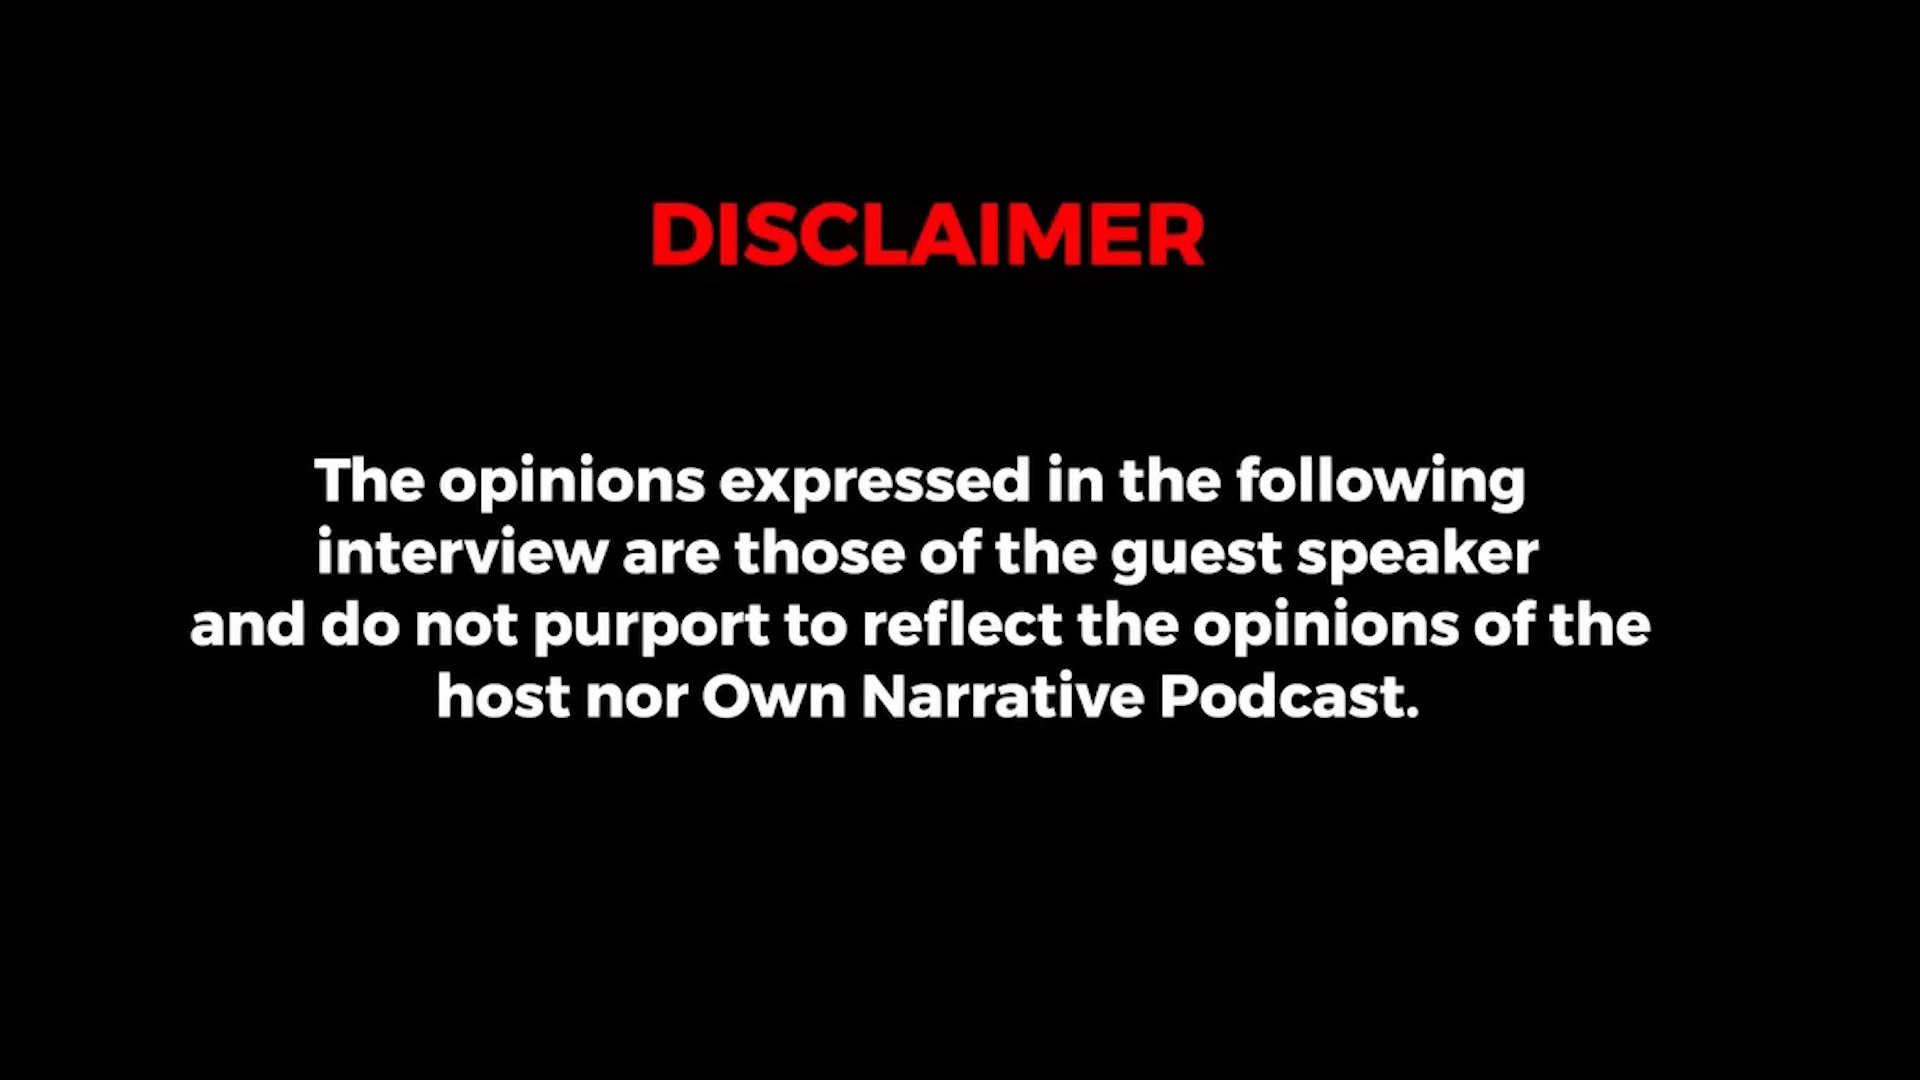 DISCLAIMER
The opinions expressed in the following
interview are those of the guest speaker
and do not purport to reflect the opinions of the
host nor Own Narrative Podcast.